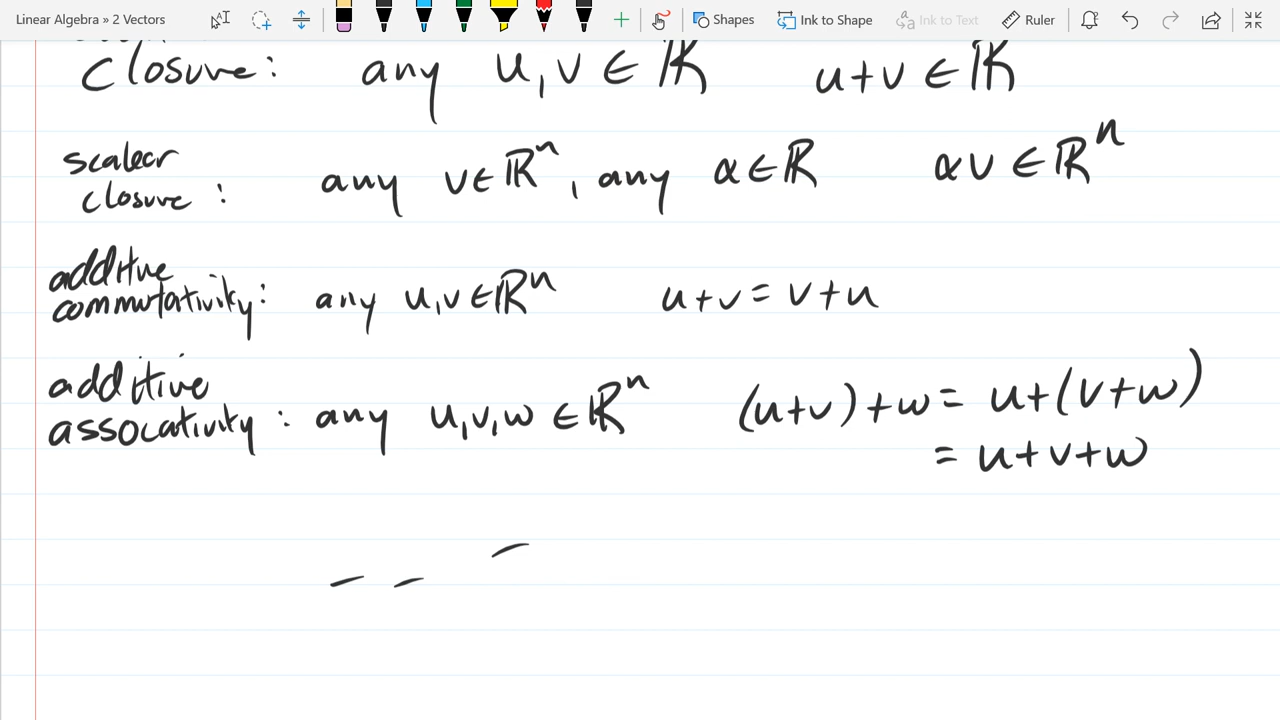 Linear Algebra » 2 Vectors
Shapes Ink to Shape Ink to Text Ruler
closure: any u,v ∈ ℝ u+v ∈ ℝ
scaler
closure: any v∈ℝⁿ, any α∈ℝ αv ∈ ℝⁿ
additive
commutativity: any u,v∈ℝⁿ u+v = v+u
additive
assocativity: any u,v,w ∈ ℝⁿ (u+v)+w = u+(v+w)
= u+v+w